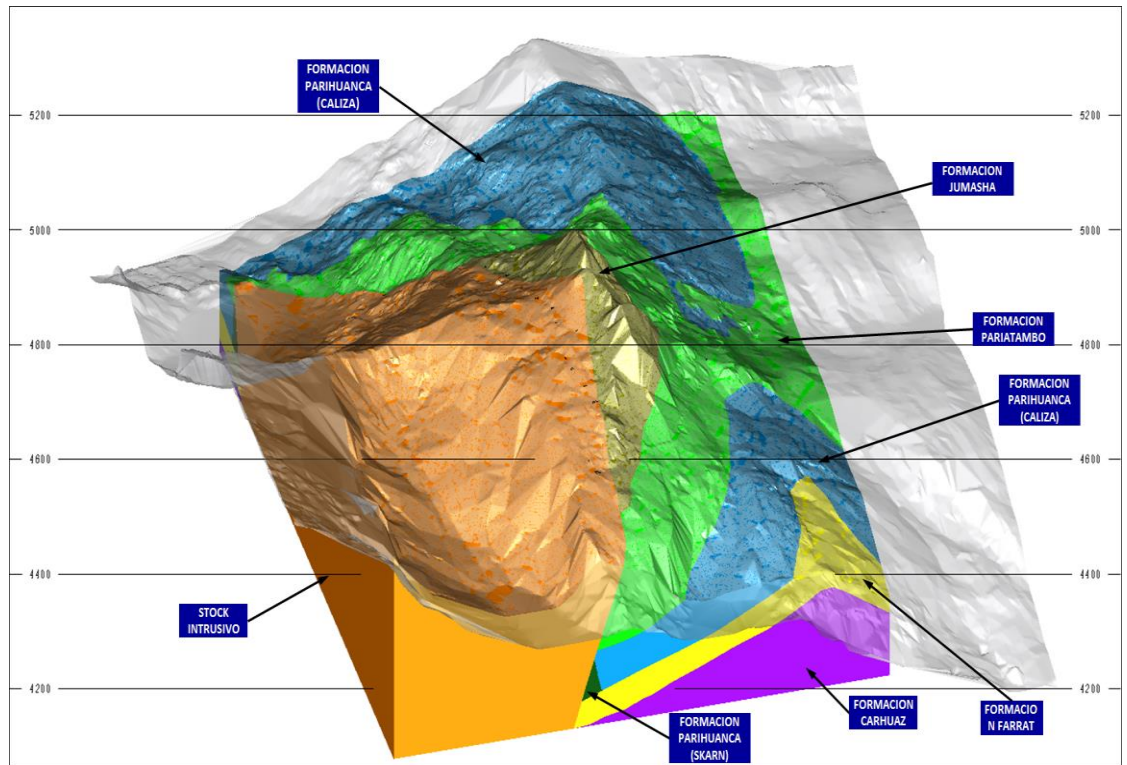 FORMACION
PARIHUANCA
(CALIZA)
5200
5200
FORMACION
JUMASHA
5000
5000
FORMACION
PARIATAMBO
4800
4800
FORMACION
PARIHUANCA
(CALIZA)
4600
4600
4400
4400
STOCK
INTRUSIVO
4200
4200
FORMACION
PARIHUANCA
(SKARN)
FORMACION
CARHUAZ
FORMACIO
N FARRAT